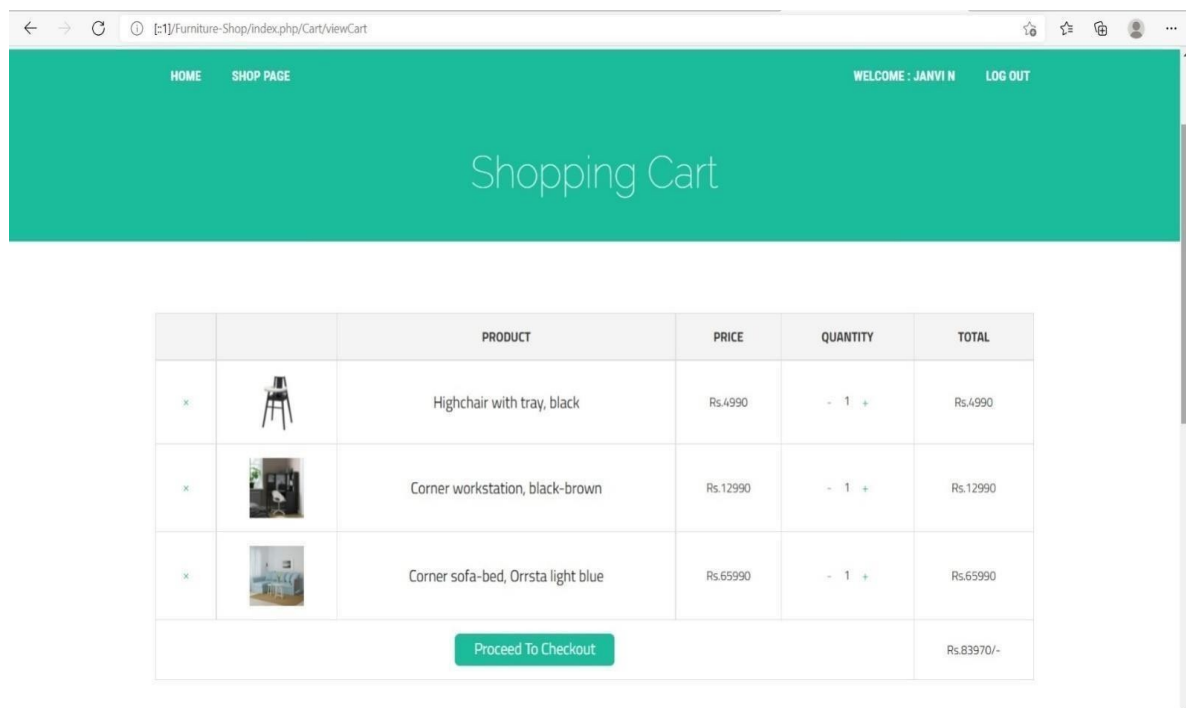 [::1]/Furniture-Shop/index.php/Cart/viewCart
HOME SHOP PAGE WELCOME : JANVI N LOG OUT
Shopping Cart
PRODUCT PRICE QUANTITY TOTAL
× Highchair with tray, black Rs.4990 - 1 + Rs.4990
× Corner workstation, black-brown Rs.12990 - 1 + Rs.12990
× Corner sofa-bed, Orrsta light blue Rs.65990 - 1 + Rs.65990
Proceed To Checkout Rs.83970/-